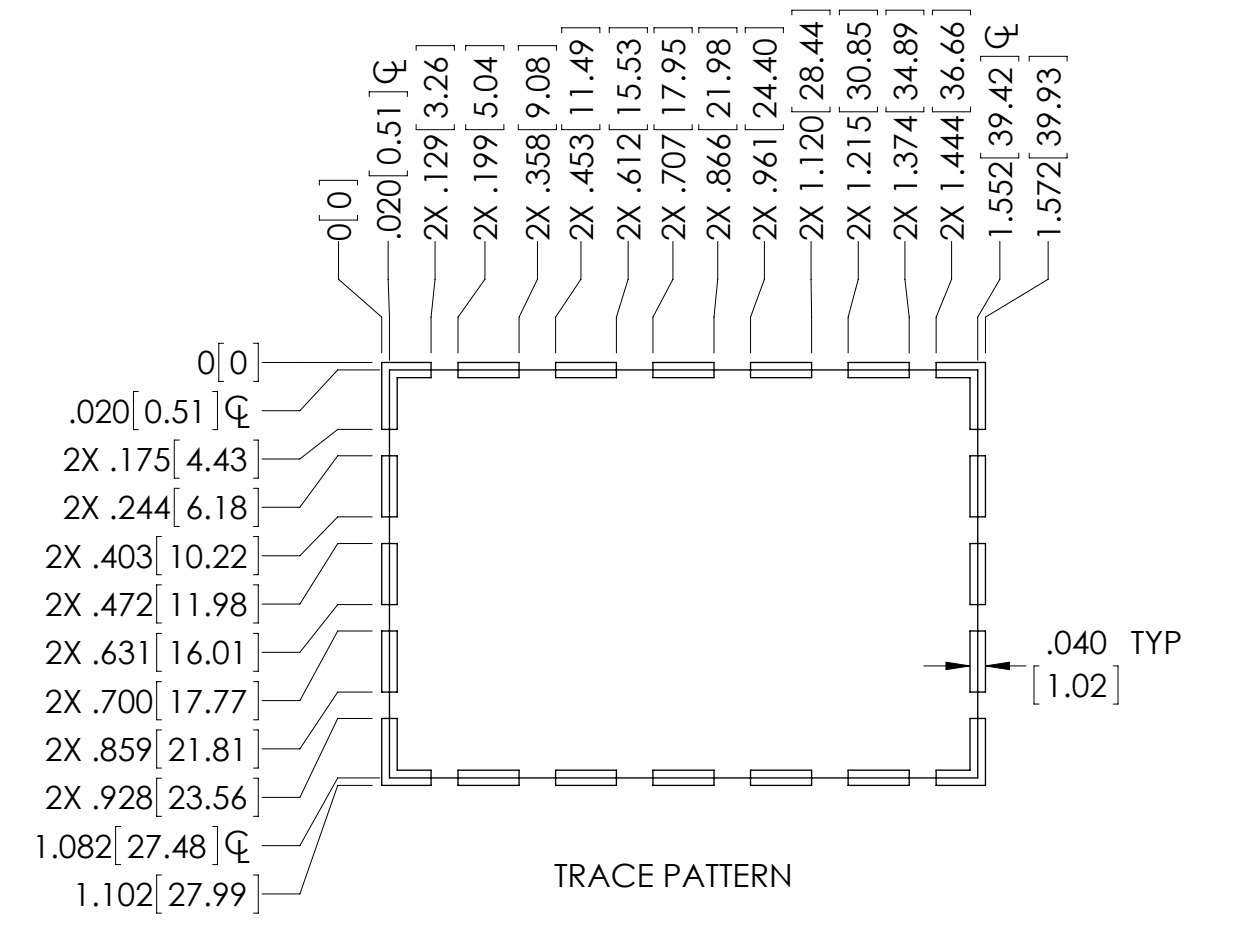 0[0]
.020[0.51]℄
2X .129[3.26]
2X .199[5.04]
2X .358[9.08]
2X .453[11.49]
2X .612[15.53]
2X .707[17.95]
2X .866[21.98]
2X .961[24.40]
2X 1.120[28.44]
2X 1.215[30.85]
2X 1.374[34.89]
2X 1.444[36.66]
1.552[39.42]℄
1.572[39.93]
0[0]
.020[0.51]℄
2X .175[4.43]
2X .244[6.18]
2X .403[10.22]
2X .472[11.98]
2X .631[16.01]
2X .700[17.77]
2X .859[21.81]
2X .928[23.56]
1.082[27.48]℄
1.102[27.99]
.040 TYP
[1.02]
TRACE PATTERN